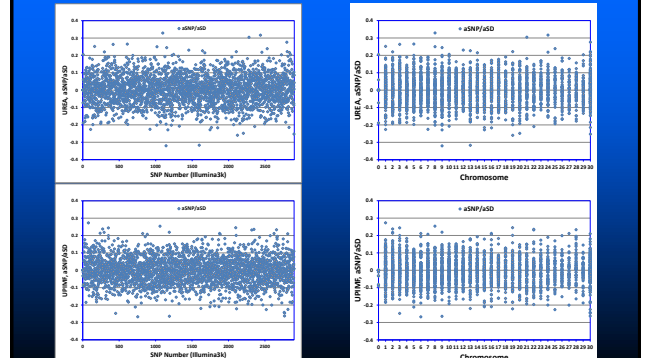 aSNP/aSD
UREA, aSNP/aSD
0.4
0.3
0.2
0.1
0
-0.1
-0.2
-0.3
-0.4
0 500 1000 1500 2000 2500
SNP Number (Illumina3k)
aSNP/aSD
UREA, aSNP/aSD
0.4
0.3
0.2
0.1
0
-0.1
-0.2
-0.3
-0.4
0 1 2 3 4 5 6 7 8 9 10 11 12 13 14 15 16 17 18 19 20 21 22 23 24 25 26 27 28 29 30
Chromosome
aSNP/aSD
UPIMF, aSNP/aSD
0.4
0.3
0.2
0.1
0
-0.1
-0.2
-0.3
-0.4
0 500 1000 1500 2000 2500
SNP Number (Illumina3k)
aSNP/aSD
UPIMF, aSNP/aSD
0.4
0.3
0.2
0.1
0
-0.1
-0.2
-0.3
-0.4
0 1 2 3 4 5 6 7 8 9 10 11 12 13 14 15 16 17 18 19 20 21 22 23 24 25 26 27 28 29 30
Chromosome